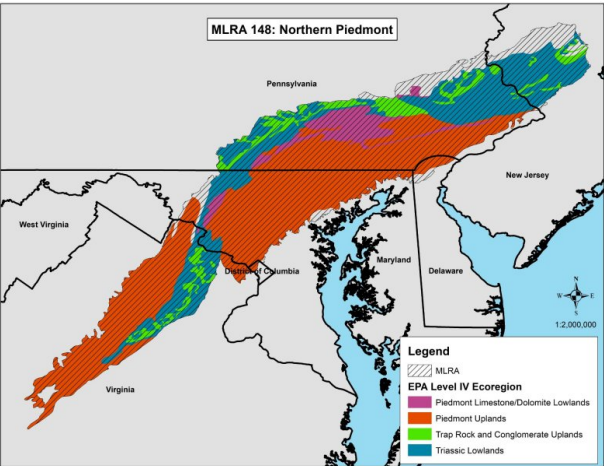 MLRA 148: Northern Piedmont
Pennsylvania
New Jersey
West Virginia
Maryland
District of Columbia
Delaware
Virginia
N
W E
S
1:2,000,000
Legend
MLRA
EPA Level IV Ecoregion
Piedmont Limestone/Dolomite Lowlands
Piedmont Uplands
Trap Rock and Conglomerate Uplands
Triassic Lowlands